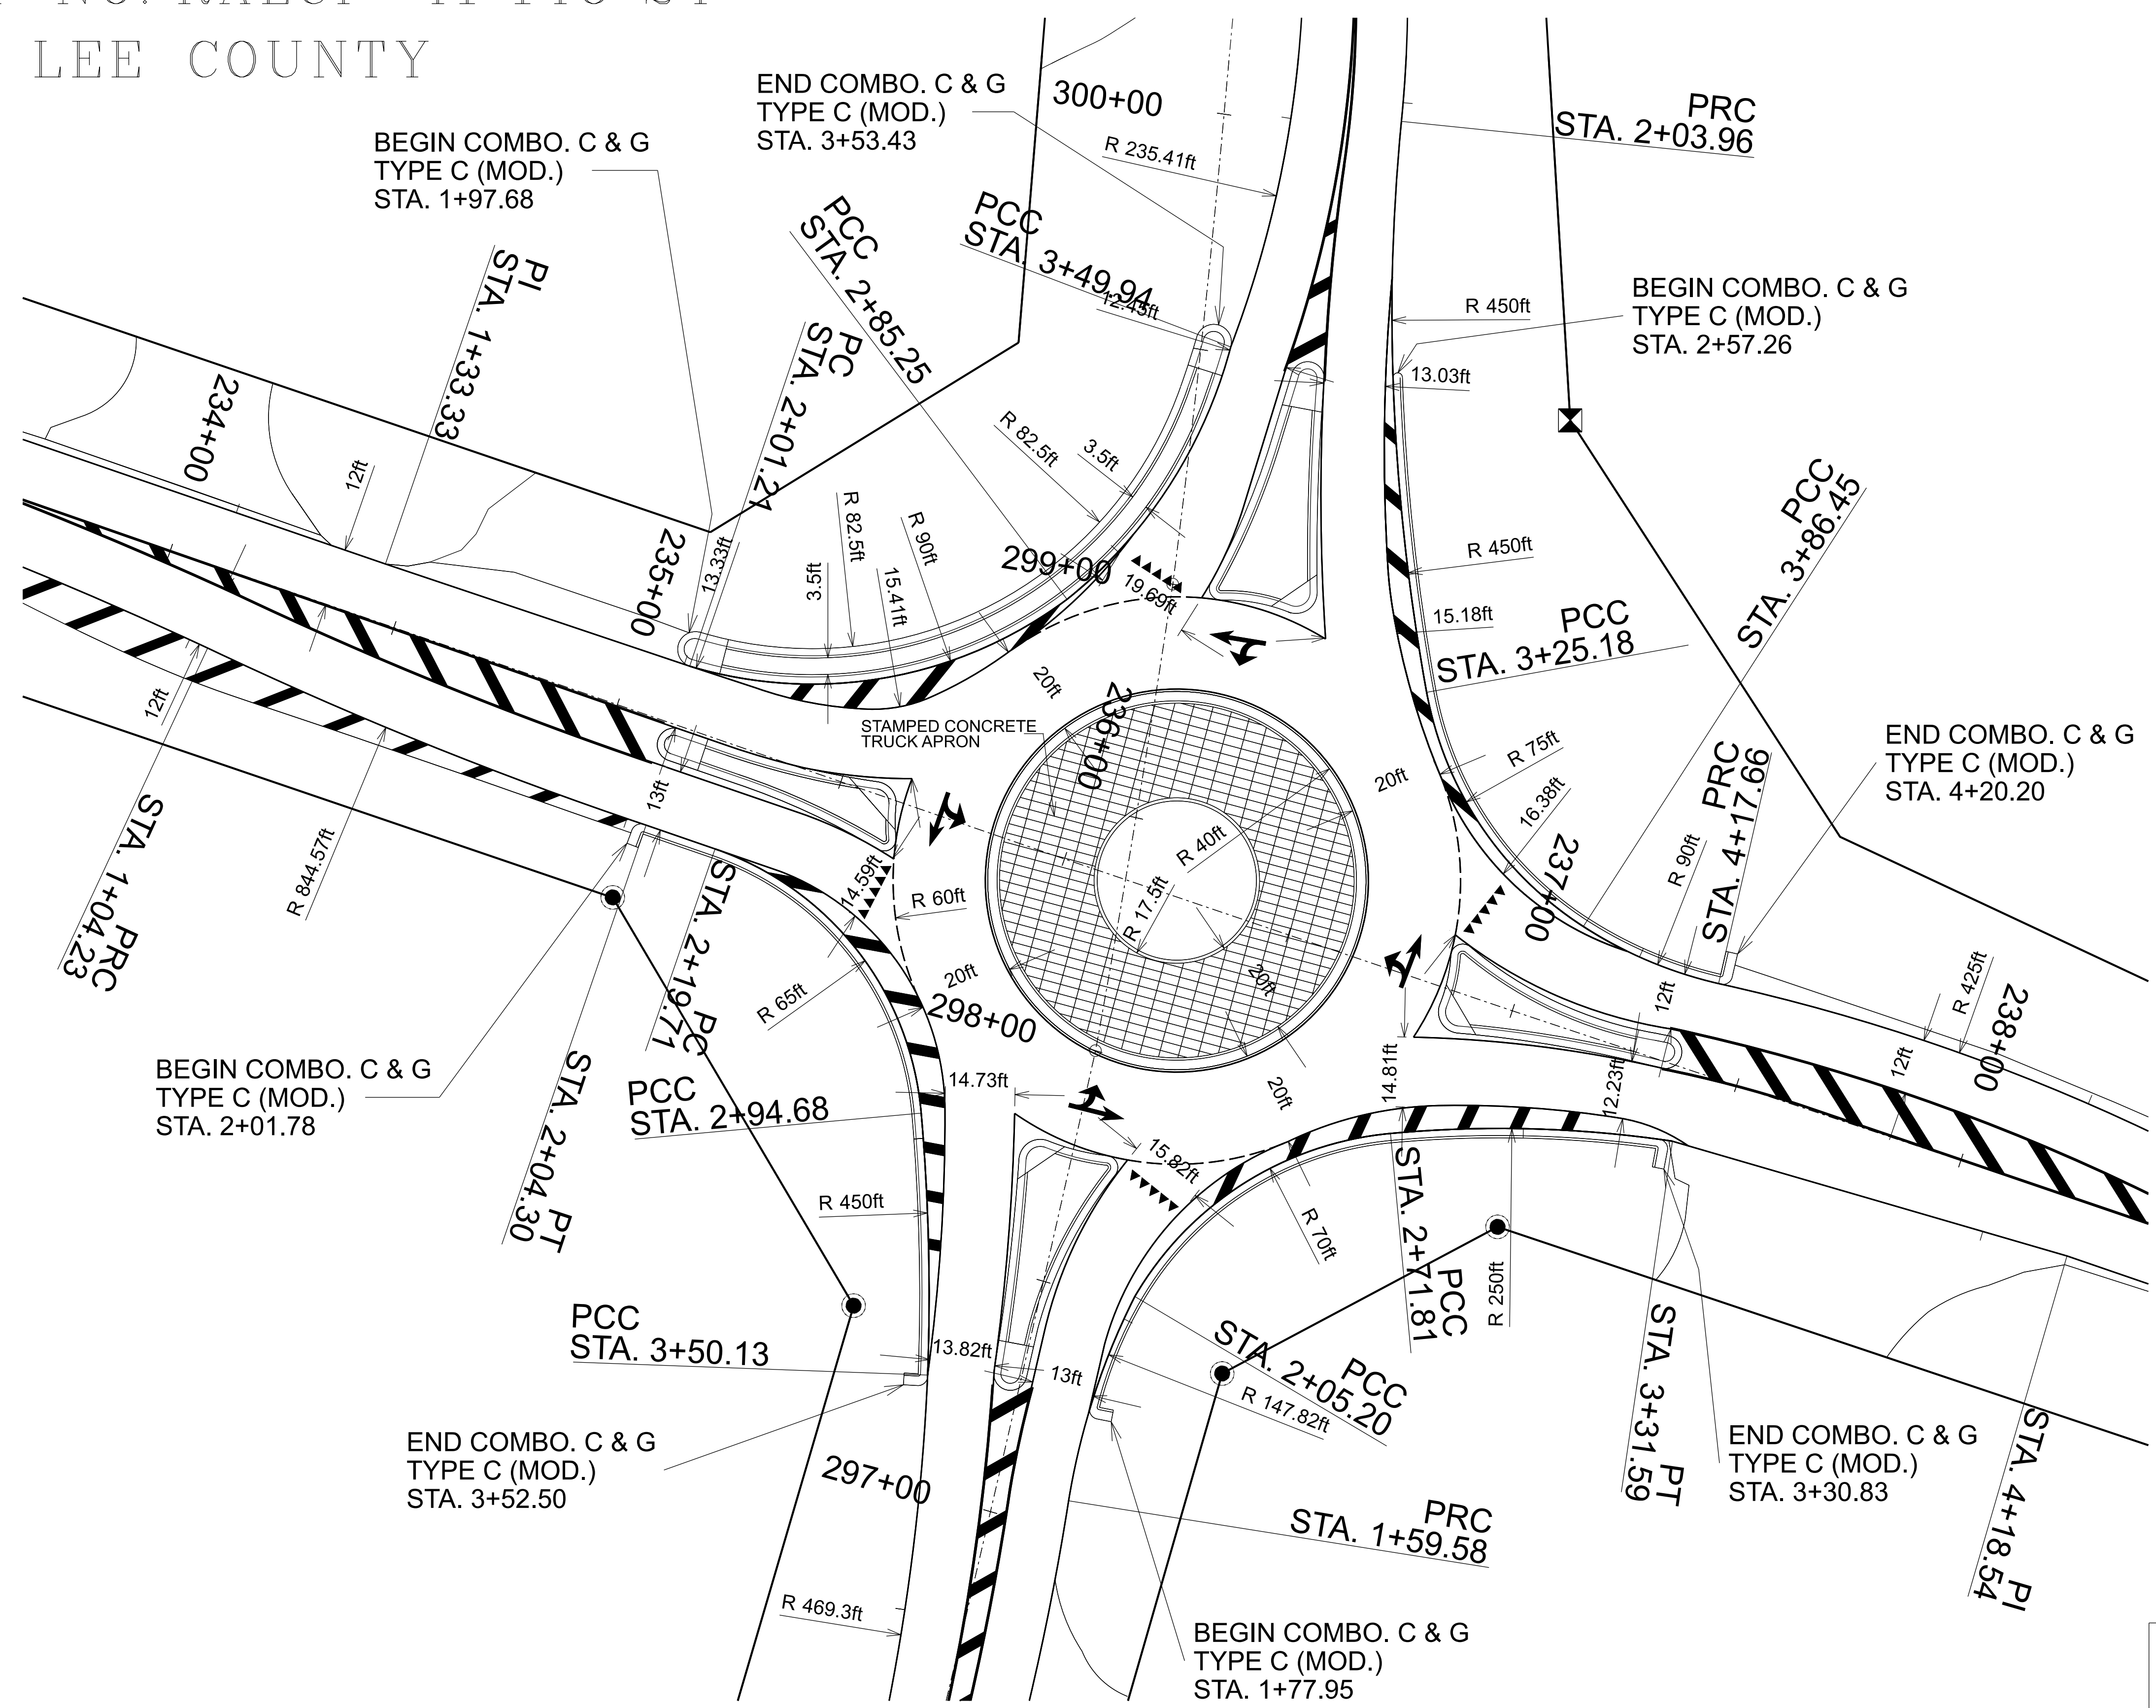 LEE COUNTY
END COMBO. C & G
TYPE C (MOD.)
STA. 3+53.43
300+00
PRC
STA. 2+03.96
BEGIN COMBO. C & G
TYPE C (MOD.)
STA. 1+97.68
R 235.41ft
PCC
STA. 2+85.25
PCC
STA. 3+49.94
12.45ft
PI
STA. 1+33.33
PC
STA. 2+01.21
R 450ft
BEGIN COMBO. C & G
TYPE C (MOD.)
STA. 2+57.26
13.03ft
234+00
12ft
R 82.5ft
3.5ft
PCC
STA. 3+86.45
235+00
13.33ft
3.5ft
R 82.5ft
R 90ft
15.41ft
299+00
19.69ft
R 450ft
15.18ft
PCC
STA. 3+25.18
20ft
12ft
STAMPED CONCRETE
TRUCK APRON
236+00
R 75ft
20ft
16.38ft
PRC
STA. 4+17.66
END COMBO. C & G
TYPE C (MOD.)
STA. 4+20.20
13ft
R 844.57ft
PRC
STA. 1+04.23
14.59ft
R 60ft
R 40ft
R 17.5ft
R 90ft
237+00
PC
STA. 2+19.71
R 65ft
20ft
298+00
20ft
12ft
R 425ft
238+00
12ft
BEGIN COMBO. C & G
TYPE C (MOD.)
STA. 2+01.78
PT
STA. 2+04.30
PCC
STA. 2+94.68
14.73ft
20ft
14.81ft
12.23ft
15.82ft
R 450ft
R 70ft
PCC
STA. 2+71.81
R 250ft
PCC
STA. 3+50.13
13.82ft
13ft
PCC
STA. 2+05.20
R 147.82ft
PT
STA. 3+31.59
END COMBO. C & G
TYPE C (MOD.)
STA. 3+52.50
297+00
END COMBO. C & G
TYPE C (MOD.)
STA. 3+30.83
PI
STA. 4+18.54
PRC
STA. 1+59.58
R 469.3ft
BEGIN COMBO. C & G
TYPE C (MOD.)
STA. 1+77.95